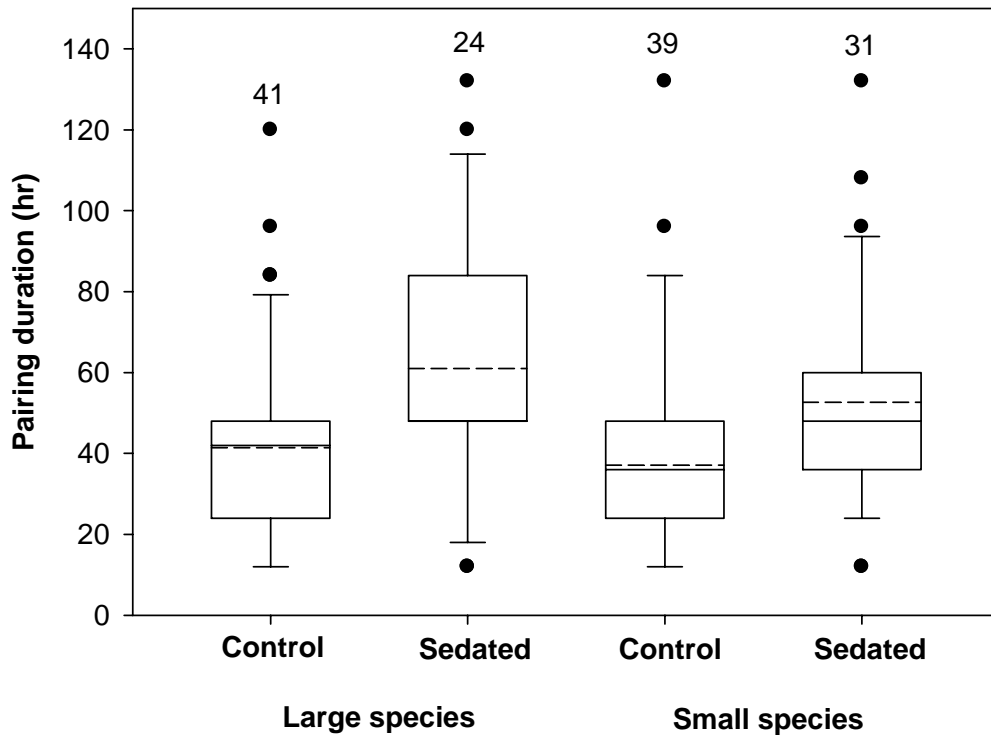 Pairing duration (hr)
140
120
100
80
60
40
20
0
41
24
39
31
Control
Sedated
Control
Sedated
Large species
Small species